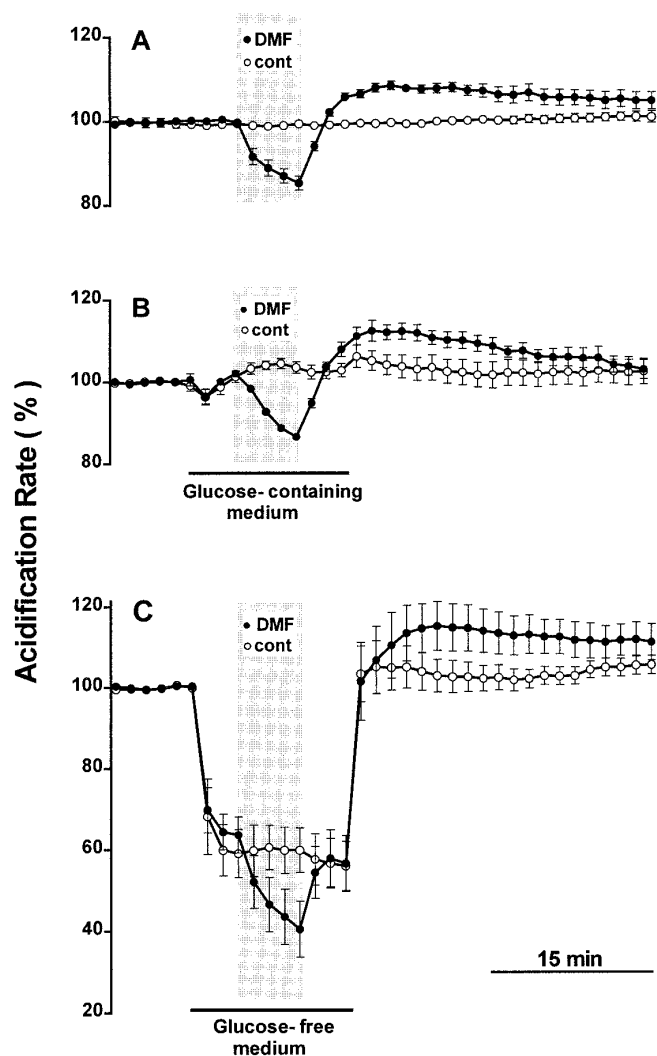 Acidification Rate ( % )
A
120
100
80
DMF
cont
B
120
100
80
DMF
cont
Glucose- containing
medium
C
120
100
80
60
40
20
DMF
cont
15 min
Glucose- free
medium